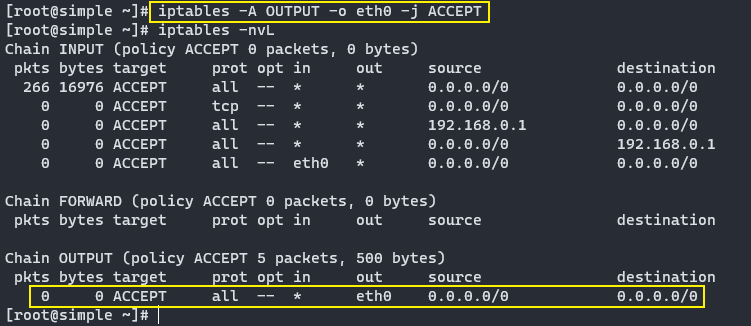 [root@simple ~]# iptables -A OUTPUT -o eth0 -j ACCEPT
[root@simple ~]# iptables -nvL
Chain INPUT (policy ACCEPT 0 packets, 0 bytes)
 pkts bytes target     prot opt in     out     source               destination
  266 16976 ACCEPT     all  --  *      *       0.0.0.0/0            0.0.0.0/0
    0     0 ACCEPT     tcp  --  *      *       0.0.0.0/0            0.0.0.0/0
    0     0 ACCEPT     all  --  *      *       192.168.0.1          0.0.0.0/0
    0     0 ACCEPT     all  --  *      *       0.0.0.0/0            192.168.0.1
    0     0 ACCEPT     all  --  eth0   *       0.0.0.0/0            0.0.0.0/0
Chain FORWARD (policy ACCEPT 0 packets, 0 bytes)
 pkts bytes target     prot opt in     out     source               destination
Chain OUTPUT (policy ACCEPT 5 packets, 500 bytes)
 pkts bytes target     prot opt in     out     source               destination
    0     0 ACCEPT     all  --  *      eth0    0.0.0.0/0            0.0.0.0/0
[root@simple ~]#